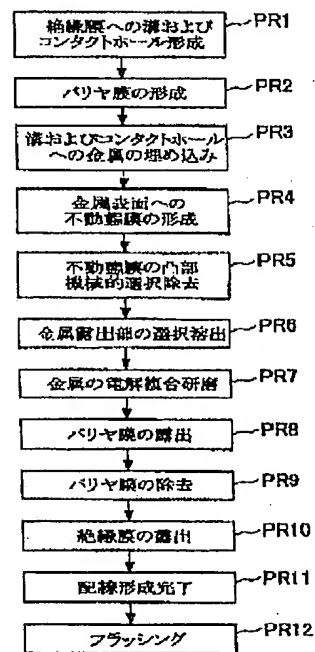 絶縁膜への溝および
コンタクトホール形成
PR1
バリヤ膜の形成
PR2
溝およびコンタクトホール
への金属の埋め込み
PR3
金属表面への
不動態膜の形成
PR4
不動態膜の凸部
機械的選択除去
PR5
金属露出部の選択溶出
PR6
金属の電解複合研磨
PR7
バリヤ膜の露出
PR8
バリヤ膜の除去
PR9
絶縁膜の露出
PR10
配線形成完了
PR11
フラッシング
PR12